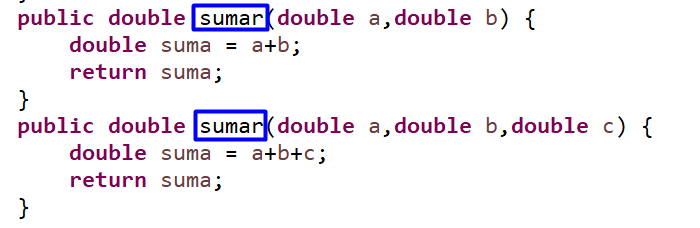 public double sumar(double a,double b) {
    double suma = a+b;
    return suma;
}
public double sumar(double a,double b,double c) {
    double suma = a+b+c;
    return suma;
}